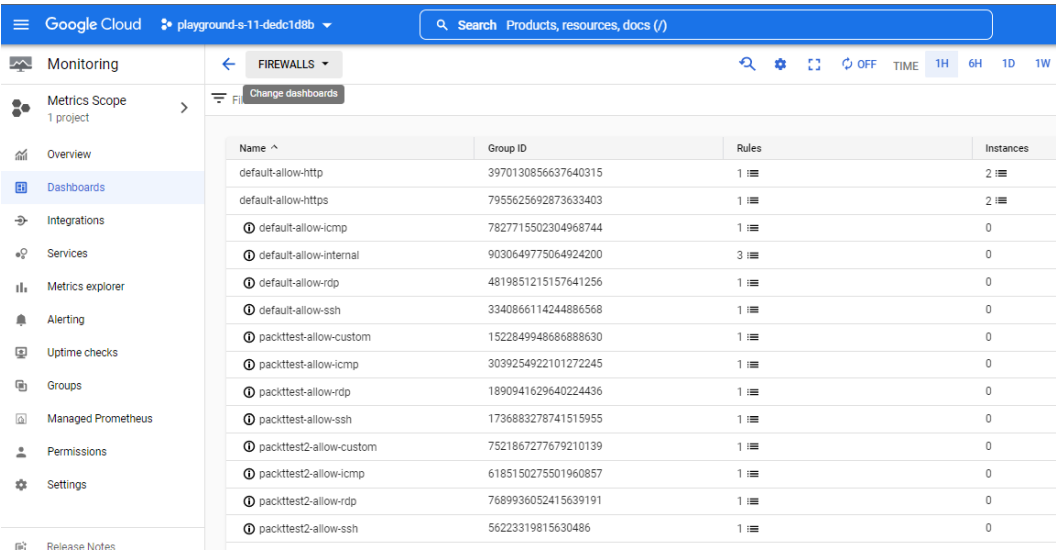 Google Cloud playground-s-11-dedc1d8b Search Products, resources, docs (/)
Monitoring
FIREWALLS
OFF TIME 1H 6H 1D 1W
Metrics Scope
1 project
Change dashboards
Overview
Dashboards
Integrations
Services
Metrics explorer
Alerting
Uptime checks
Groups
Managed Prometheus
Permissions
Settings
Release Notes
Name Group ID Rules Instances
default-allow-http 3970130856637640315 1 2
default-allow-https 7955625692873633403 1 2
default-allow-icmp 7827715502304968744 1 0
default-allow-internal 9030649775064924200 3 0
default-allow-rdp 4819851215157641256 1 0
default-allow-ssh 3340866114244886568 1 0
packttest-allow-custom 1522849948686888630 1 0
packttest-allow-icmp 3039254922101272245 1 0
packttest-allow-rdp 1890941629640224436 1 0
packttest-allow-ssh 1736883278741515955 1 0
packttest2-allow-custom 7521867277679210139 1 0
packttest2-allow-icmp 6185150275501960857 1 0
packttest2-allow-rdp 7689936052415639191 1 0
packttest2-allow-ssh 56223319815630486 1 0